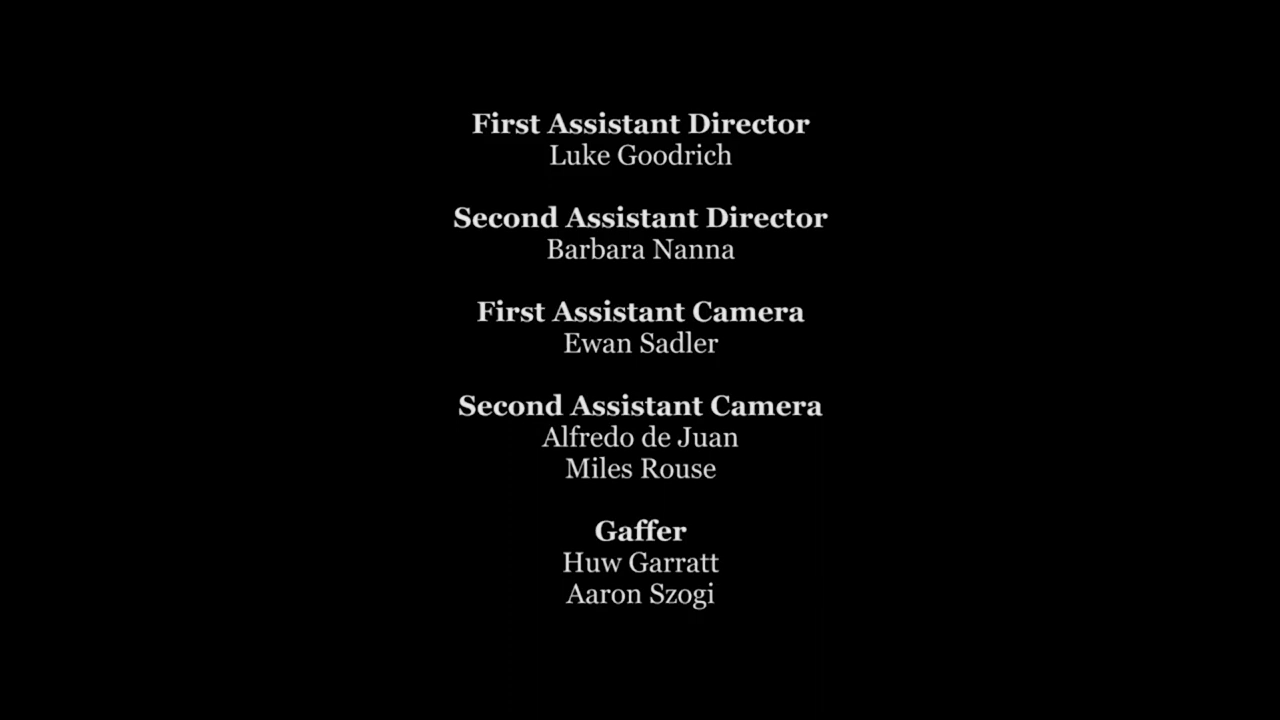 First Assistant Director
Luke Goodrich
Second Assistant Director
Barbara Nanna
First Assistant Camera
Ewan Sadler
Second Assistant Camera
Alfredo de Juan
Miles Rouse
Gaffer
Huw Garratt
Aaron Szogi